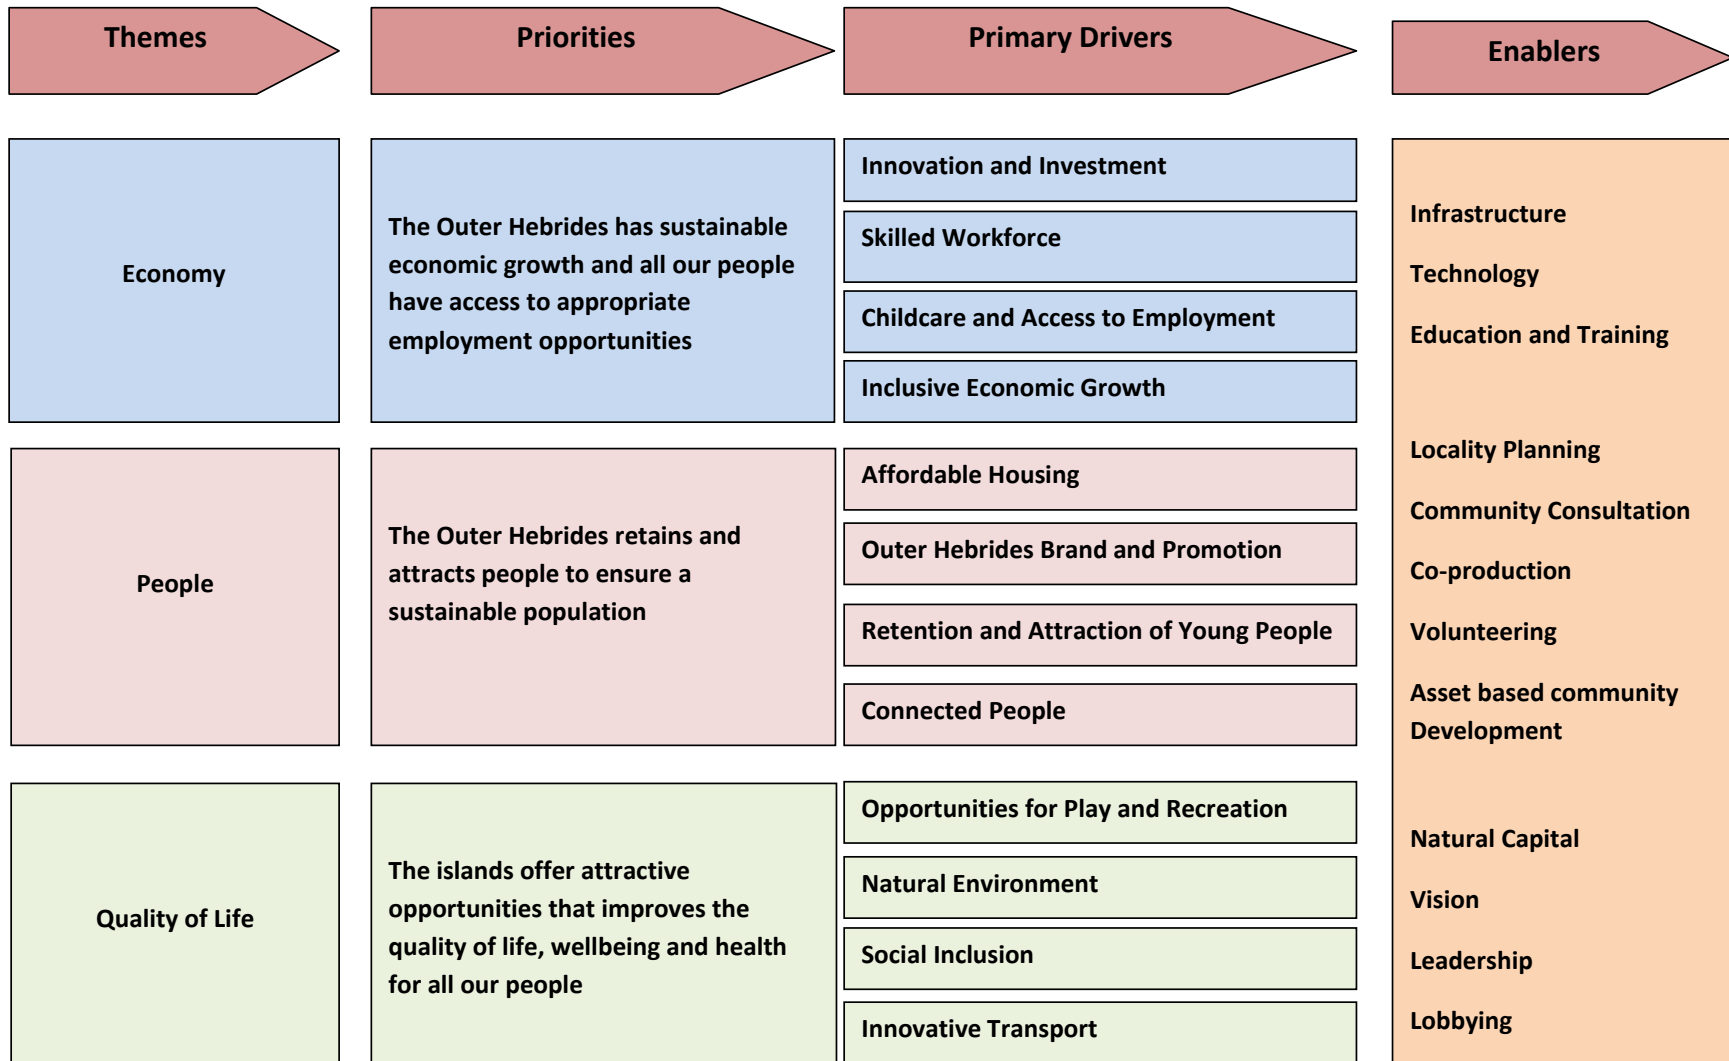 Themes
Priorities
Primary Drivers
Enablers
Economy
The Outer Hebrides has sustainable
economic growth and all our people
have access to appropriate
employment opportunities
Innovation and Investment
Skilled Workforce
Childcare and Access to Employment
Inclusive Economic Growth
People
The Outer Hebrides retains and
attracts people to ensure a
sustainable population
Affordable Housing
Outer Hebrides Brand and Promotion
Retention and Attraction of Young People
Connected People
Quality of Life
The islands offer attractive
opportunities that improves the
quality of life, wellbeing and health
for all our people
Opportunities for Play and Recreation
Natural Environment
Social Inclusion
Innovative Transport
Infrastructure
Technology
Education and Training
Locality Planning
Community Consultation
Co-production
Volunteering
Asset based community
Development
Natural Capital
Vision
Leadership
Lobbying